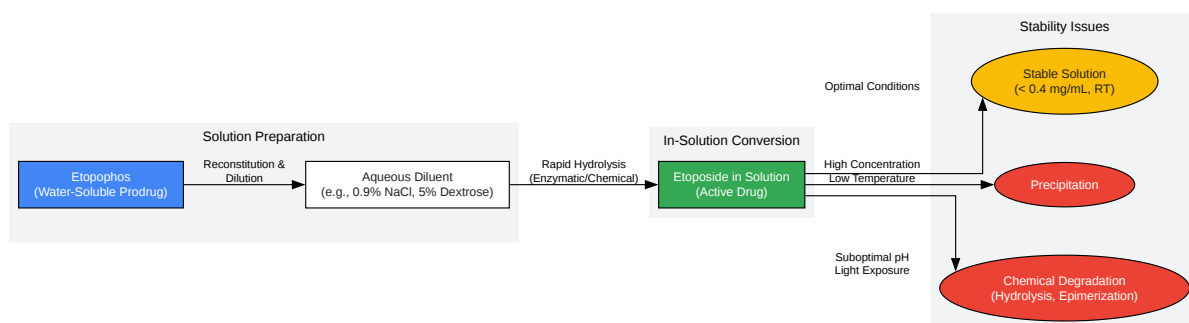 Solution Preparation
Etopophos
(Water-Soluble Prodrug)
Reconstitution &
Dilution
Aqueous Diluent
(e.g., 0.9% NaCl, 5% Dextrose)
Rapid Hydrolysis
(Enzymatic/Chemical)
In-Solution Conversion
Etoposide in Solution
(Active Drug)
Optimal Conditions
High Concentration
Low Temperature
Suboptimal pH
Light Exposure
Stability Issues
Stable Solution
(< 0.4 mg/mL, RT)
Precipitation
Chemical Degradation
(Hydrolysis, Epimerization)